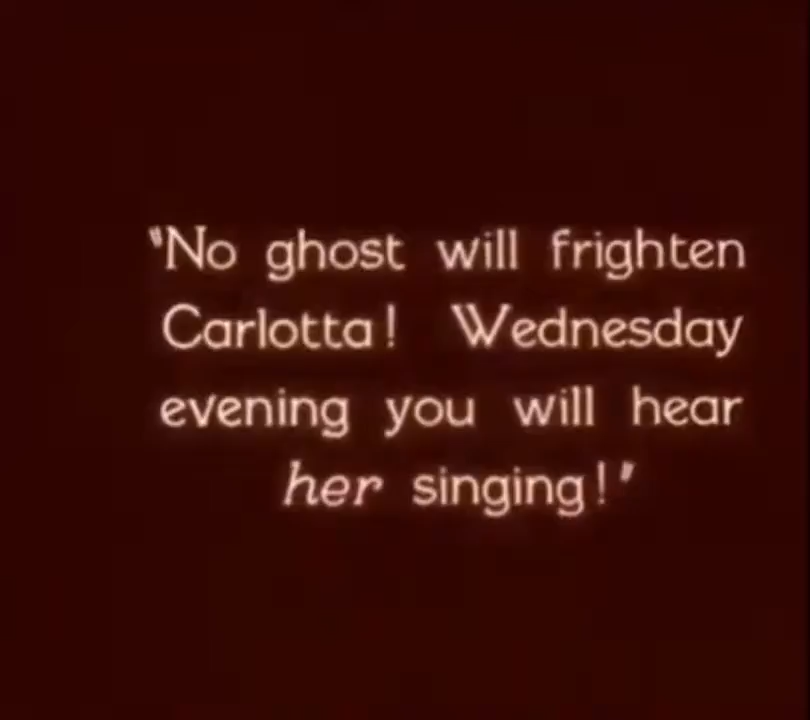 "No ghost will frighten
Carlotta! Wednesday
evening you will hear
her singing!"